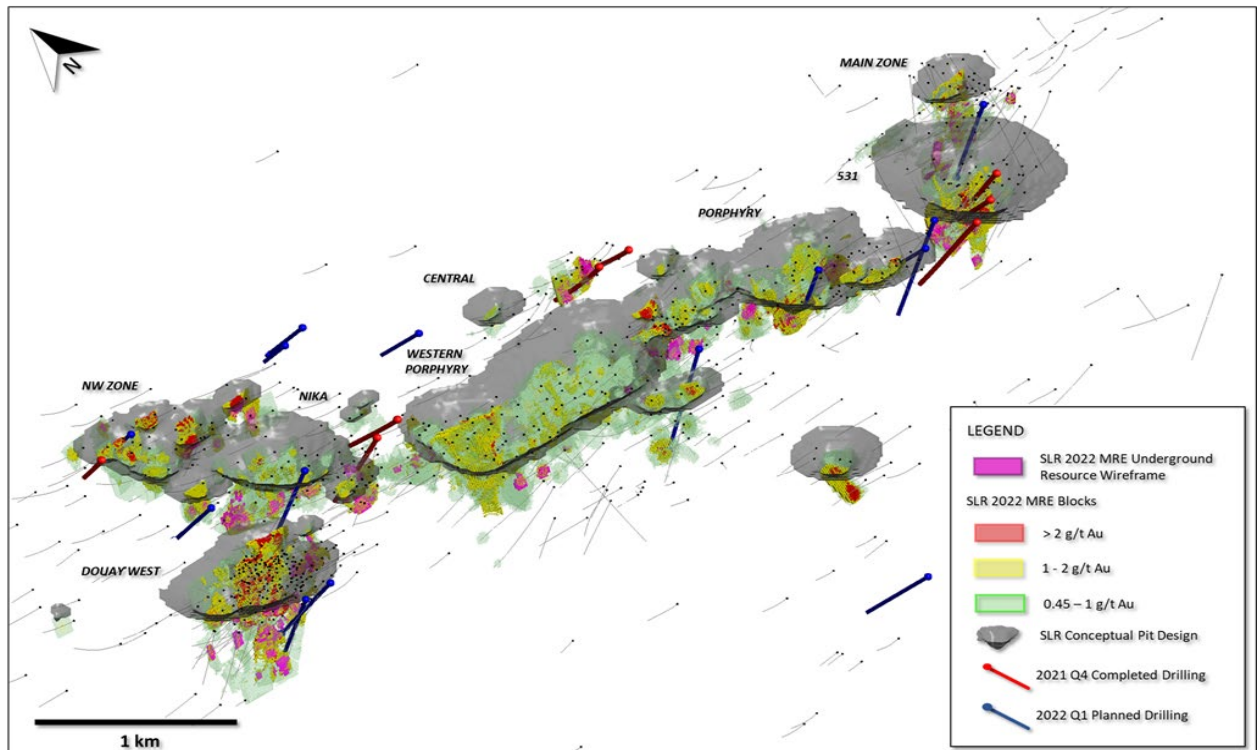 N
MAIN ZONE
531
PORPHYRY
CENTRAL
WESTERN
PORPHYRY
NW ZONE
NIKA
DOUAY WEST
1 km
LEGEND
SLR 2022 MRE Underground
Resource Wireframe
SLR 2022 MRE Blocks
> 2 g/t Au
1 - 2 g/t Au
0.45 – 1 g/t Au
SLR Conceptual Pit Design
2021 Q4 Completed Drilling
2022 Q1 Planned Drilling